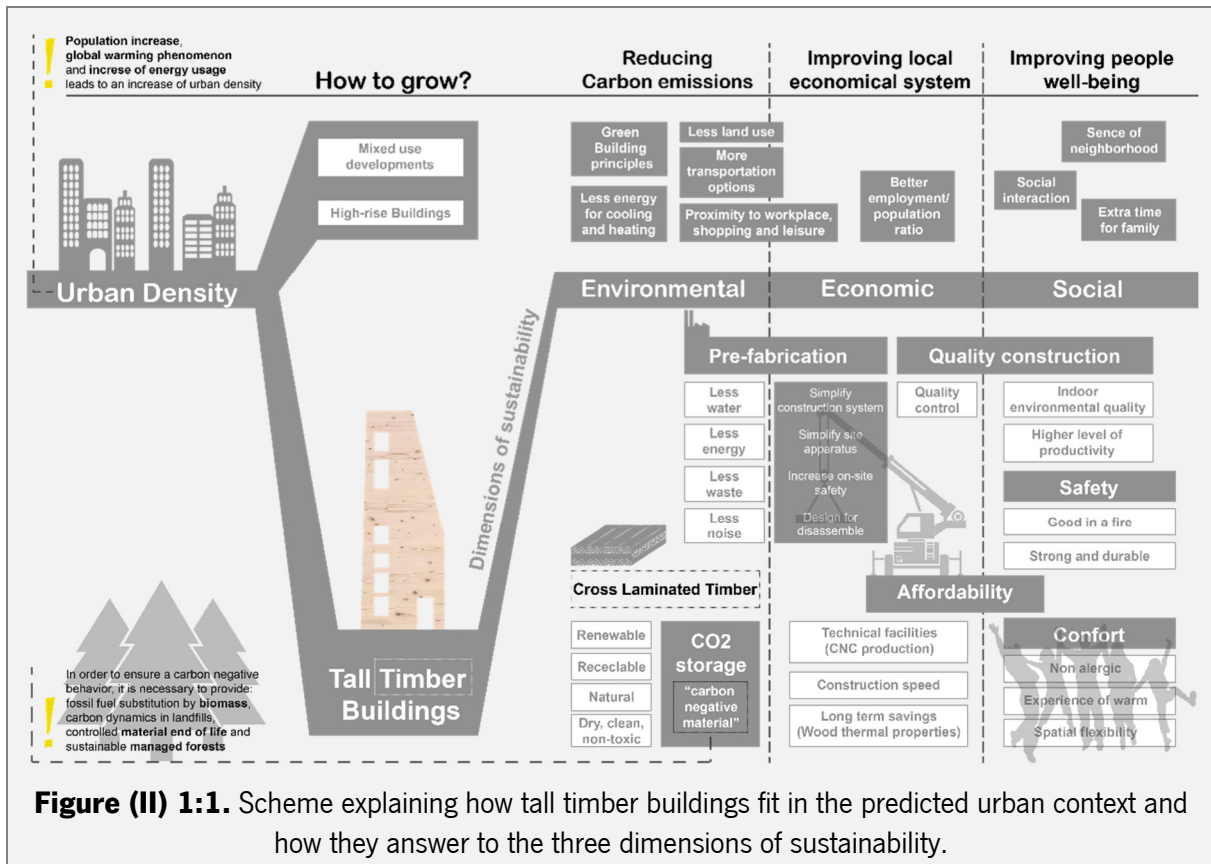 Population increase,
global warming phenomenon
and increse of energy usage
leads to an increase of urban density
How to grow?
Reducing
Carbon emissions
Improving local
economical system
Improving people
well-being
Mixed use
developments
High-rise Buildings
Green
Building
principles
Less land use
More
transportation
options
Less energy
for cooling
and heating
Proximity to workplace,
shopping and leisure
Better
employment/
population
ratio
Sence of
neighborhood
Social
interaction
Extra time
for family
Urban Density
Environmental
Economic
Social
Dimensions of sustainability
Pre-fabrication
Quality construction
Less
water
Less
energy
Less
waste
Less
noise
Simplify
construction system
Simplify site
apparatus
Increase on-site
safety
Design for
disassemble
Quality
control
Indoor
environmental quality
Higher level of
productivity
Safety
Good in a fire
Strong and durable
Cross Laminated Timber
Affordability
Renewable
Receclable
Natural
Dry, clean,
non-toxic
CO2
storage
“carbon
negative
material”
Technical facilities
(CNC production)
Construction speed
Long term savings
(Wood thermal properties)
Confort
Non alergic
Experience of warm
Spatial flexibility
Tall Timber
Buildings
In order to ensure a carbon negative
behavior, it is necessary to provide:
fossil fuel substitution by biomass,
carbon dynamics in landfills,
controlled material end of life and
sustainable managed forests
Figure (II) 1:1. Scheme explaining how tall timber buildings fit in the predicted urban context and
how they answer to the three dimensions of sustainability.